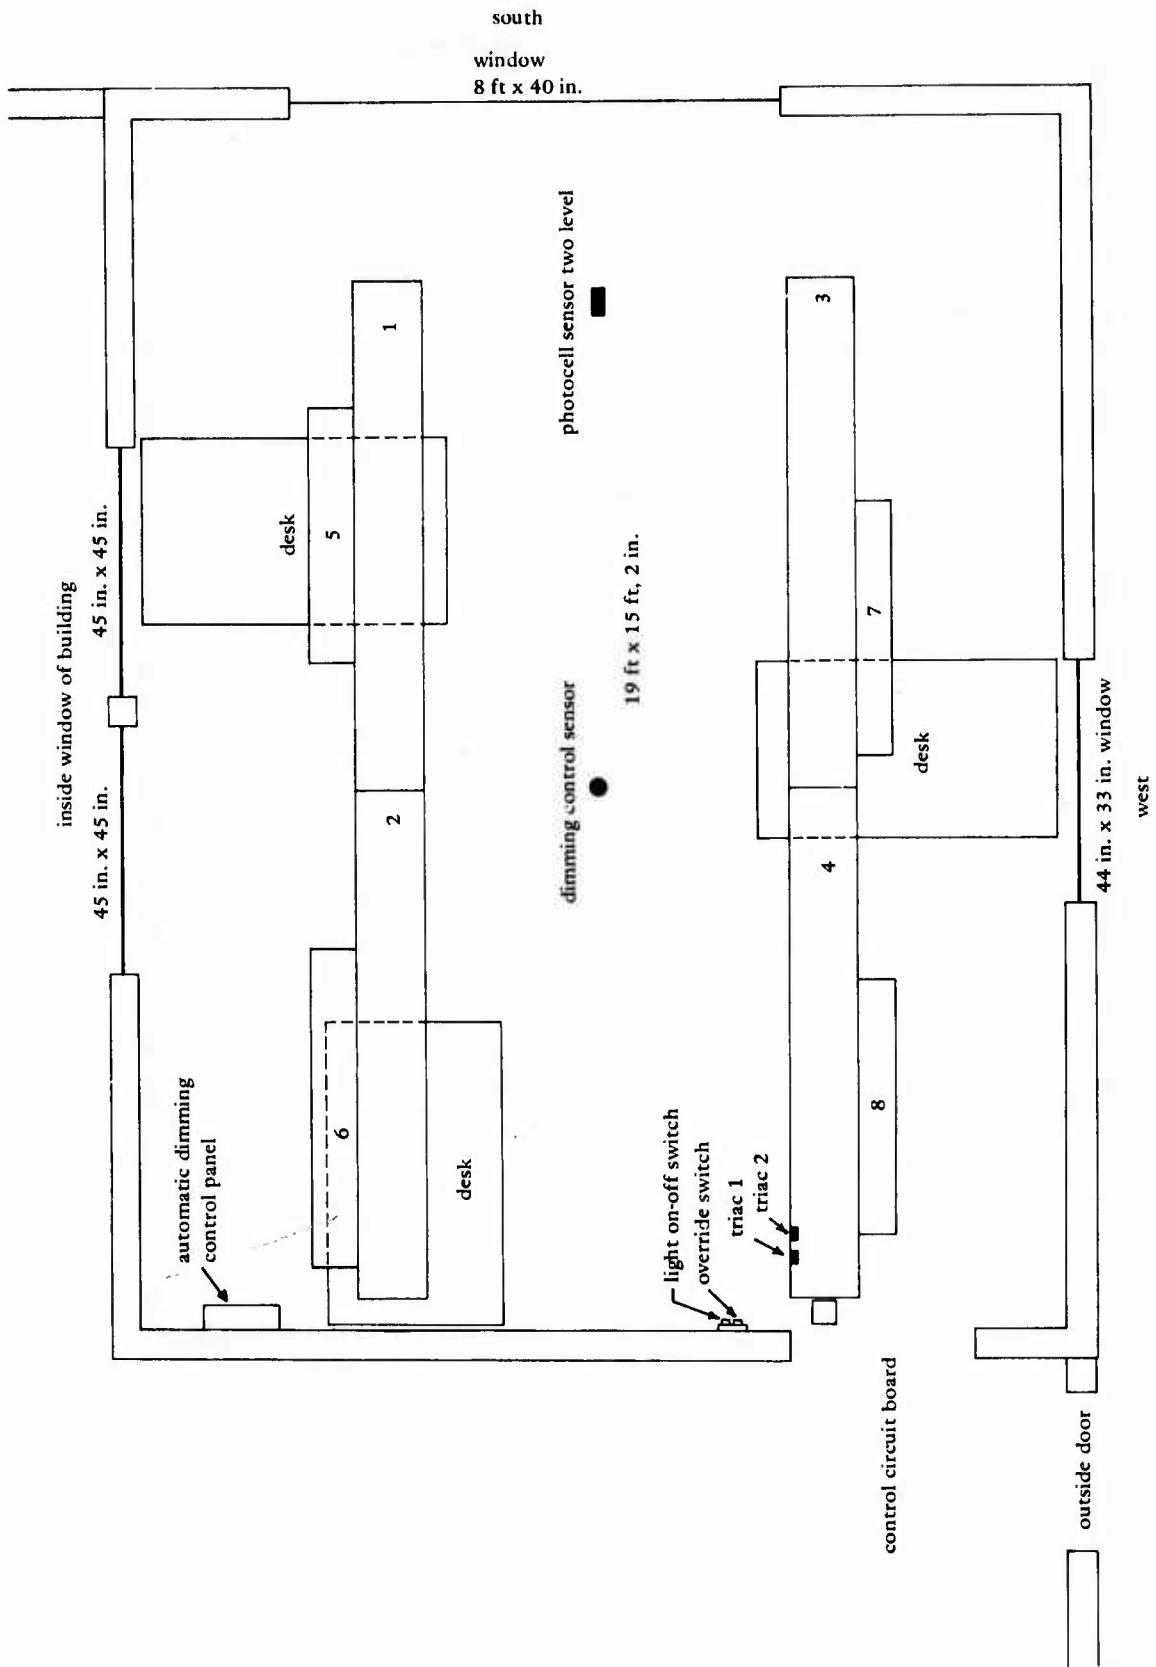 south
window
8 ft x 40 in.
inside window of building
45 in. x 45 in.
45 in. x 45 in.
photocell sensor two level
1
3
desk
5
7
19 ft x 15 ft, 2 in.
dimming control sensor
2
4
desk
44 in. x 33 in. window
west
automatic dimming
control panel
6
desk
8
light on-off switch
override switch
triac 1
triac 2
control circuit board
outside door